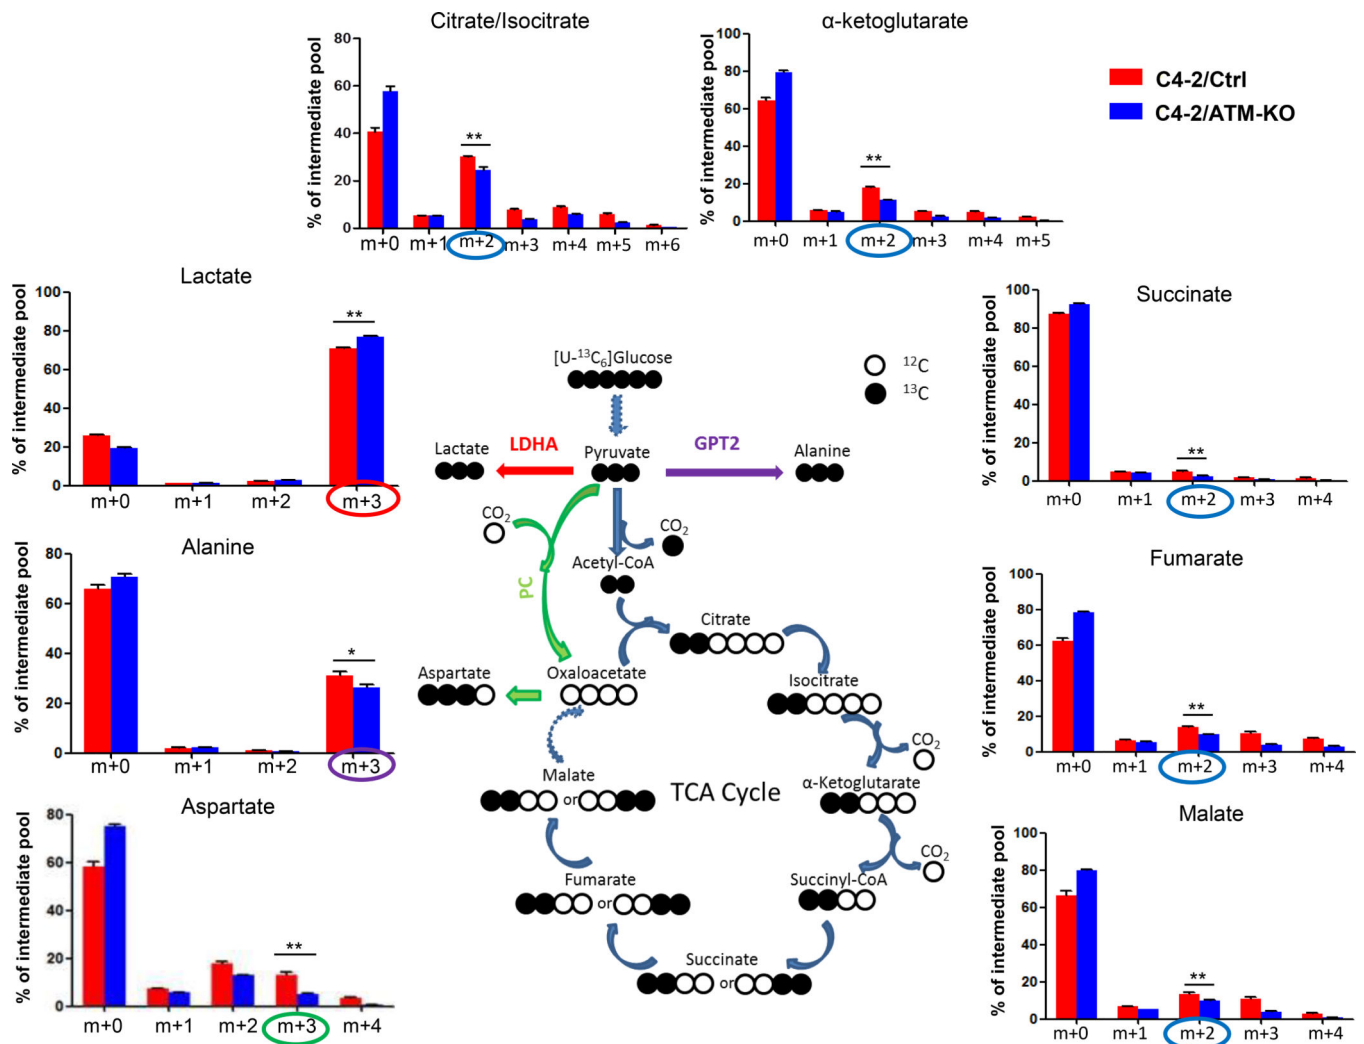 Citrate/Isocitrate
% of intermediate pool
80
60
40
20
0
**
m+0 m+1 m+2 m+3 m+4 m+5 m+6
α-ketoglutarate
% of intermediate pool
100
80
60
40
20
0
**
m+0 m+1 m+2 m+3 m+4 m+5
C4-2/Ctrl
C4-2/ATM-KO
Lactate
% of intermediate pool
100
80
60
40
20
0
**
m+0 m+1 m+2 m+3
Succinate
% of intermediate pool
100
80
60
40
20
0
**
m+0 m+1 m+2 m+3 m+4
Alanine
% of intermediate pool
80
60
40
20
0
*
m+0 m+1 m+2 m+3
Fumarate
% of intermediate pool
100
80
60
40
20
0
**
m+0 m+1 m+2 m+3 m+4
Aspartate
% of intermediate pool
80
60
40
20
0
**
m+0 m+1 m+2 m+3 m+4
Malate
% of intermediate pool
100
80
60
40
20
0
**
m+0 m+1 m+2 m+3 m+4
[U-¹³C₆]Glucose
¹²C
¹³C
Lactate LDHA Pyruvate GPT2 Alanine
CO₂
CO₂
PC
Acetyl-CoA
Citrate
Aspartate Oxaloacetate
Isocitrate
CO₂
Malate
or
TCA Cycle
α-Ketoglutarate
CO₂
Fumarate
or
Succinyl-CoA
Succinate
or